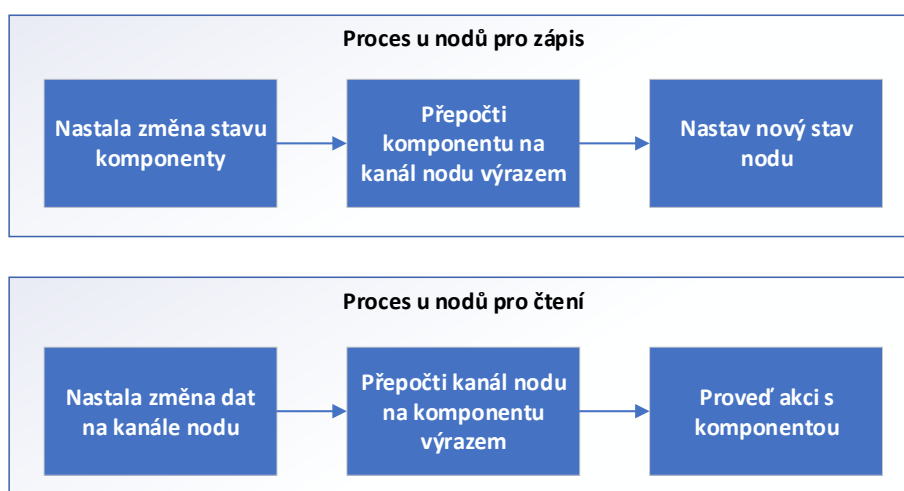 Proces u nodů pro zápis
Nastala změna stavu
komponenty
Přepočti
komponentu na
kanál nodu výrazem
Nastav nový stav
nodu
Proces u nodů pro čtení
Nastala změna dat
na kanále nodu
Přepočti kanál nodu
na komponentu
výrazem
Proveď akci s
komponentou